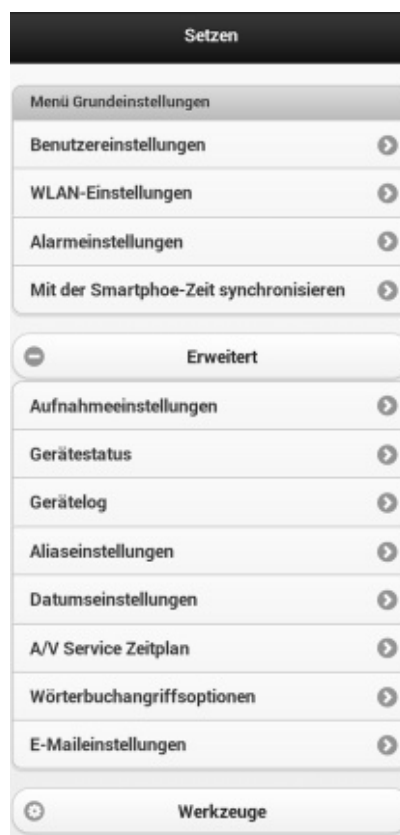 Setzen
Menü Grundeinstellungen
Benutzereinstellungen
WLAN-Einstellungen
Alarmeinstellungen
Mit der Smartphoe-Zeit synchronisieren
Erweitert
Aufnahmeeinstellungen
Gerätestatus
Gerätelog
Aliaseinstellungen
Datumseinstellungen
A/V Service Zeitplan
Wörterbuchangriffsoptionen
E-Maileinstellungen
Werkzeuge